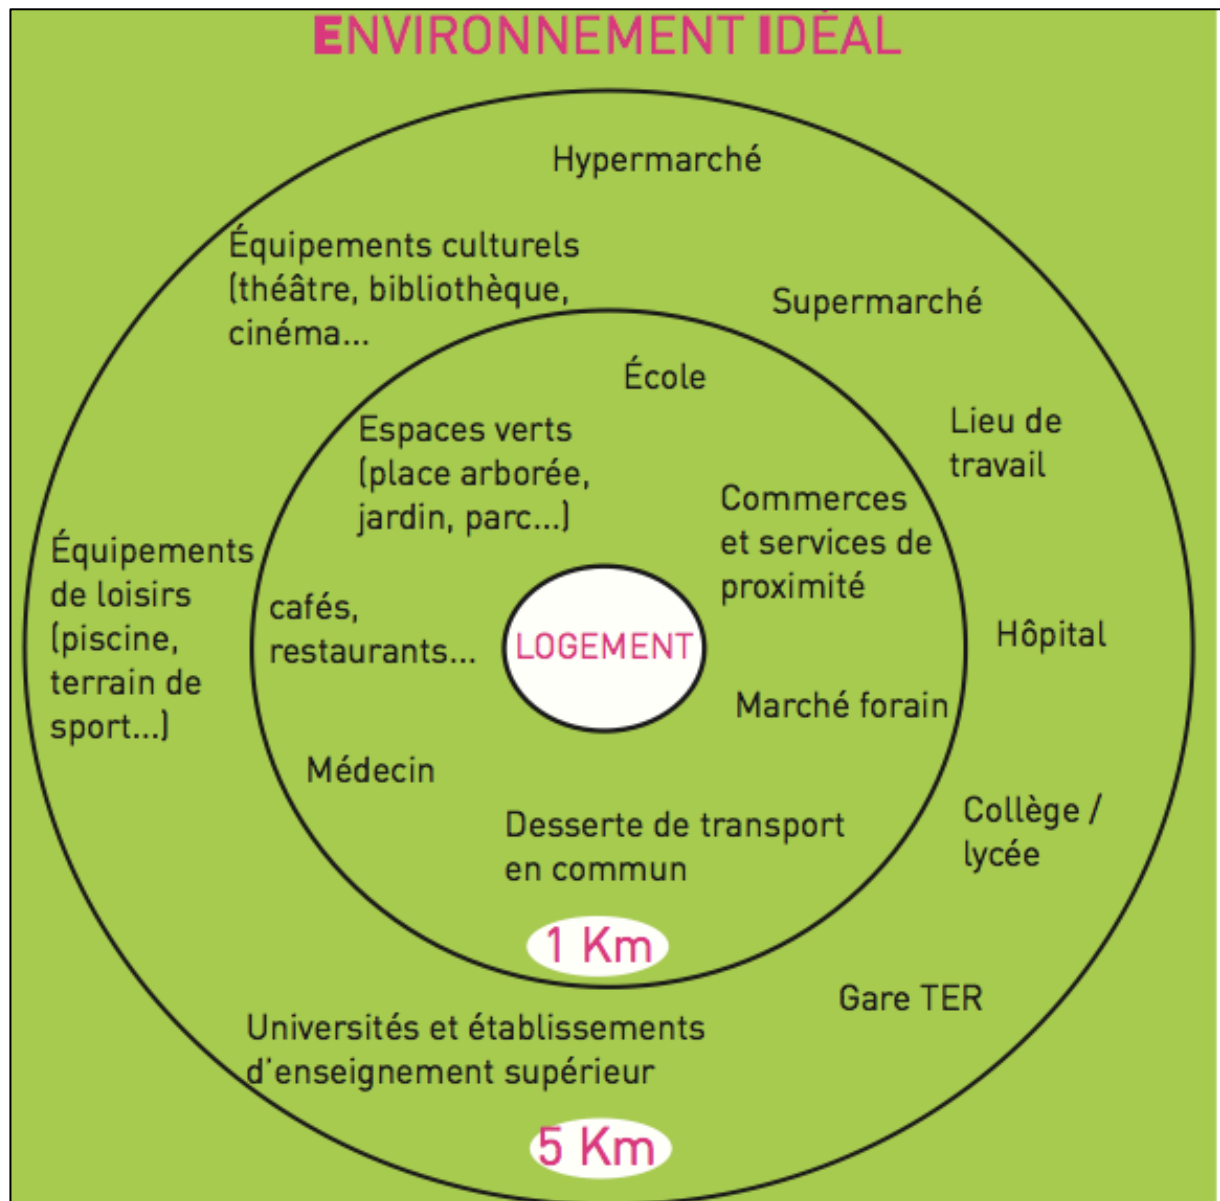 ENVIRONNEMENT IDÉAL
Hypermarché
Équipements culturels
(théâtre, bibliothèque,
cinéma...
Supermarché
École
Espaces verts
(place arborée,
jardin, parc...)
Lieu de
travail
Commerces
et services de
proximité
Équipements
de loisirs
(piscine,
terrain de
sport...)
cafés,
restaurants...
LOGEMENT
Hôpital
Marché forain
Médecin
Desserte de transport
en commun
Collège /
lycée
1 Km
Gare TER
Universités et établissements
d'enseignement supérieur
5 Km